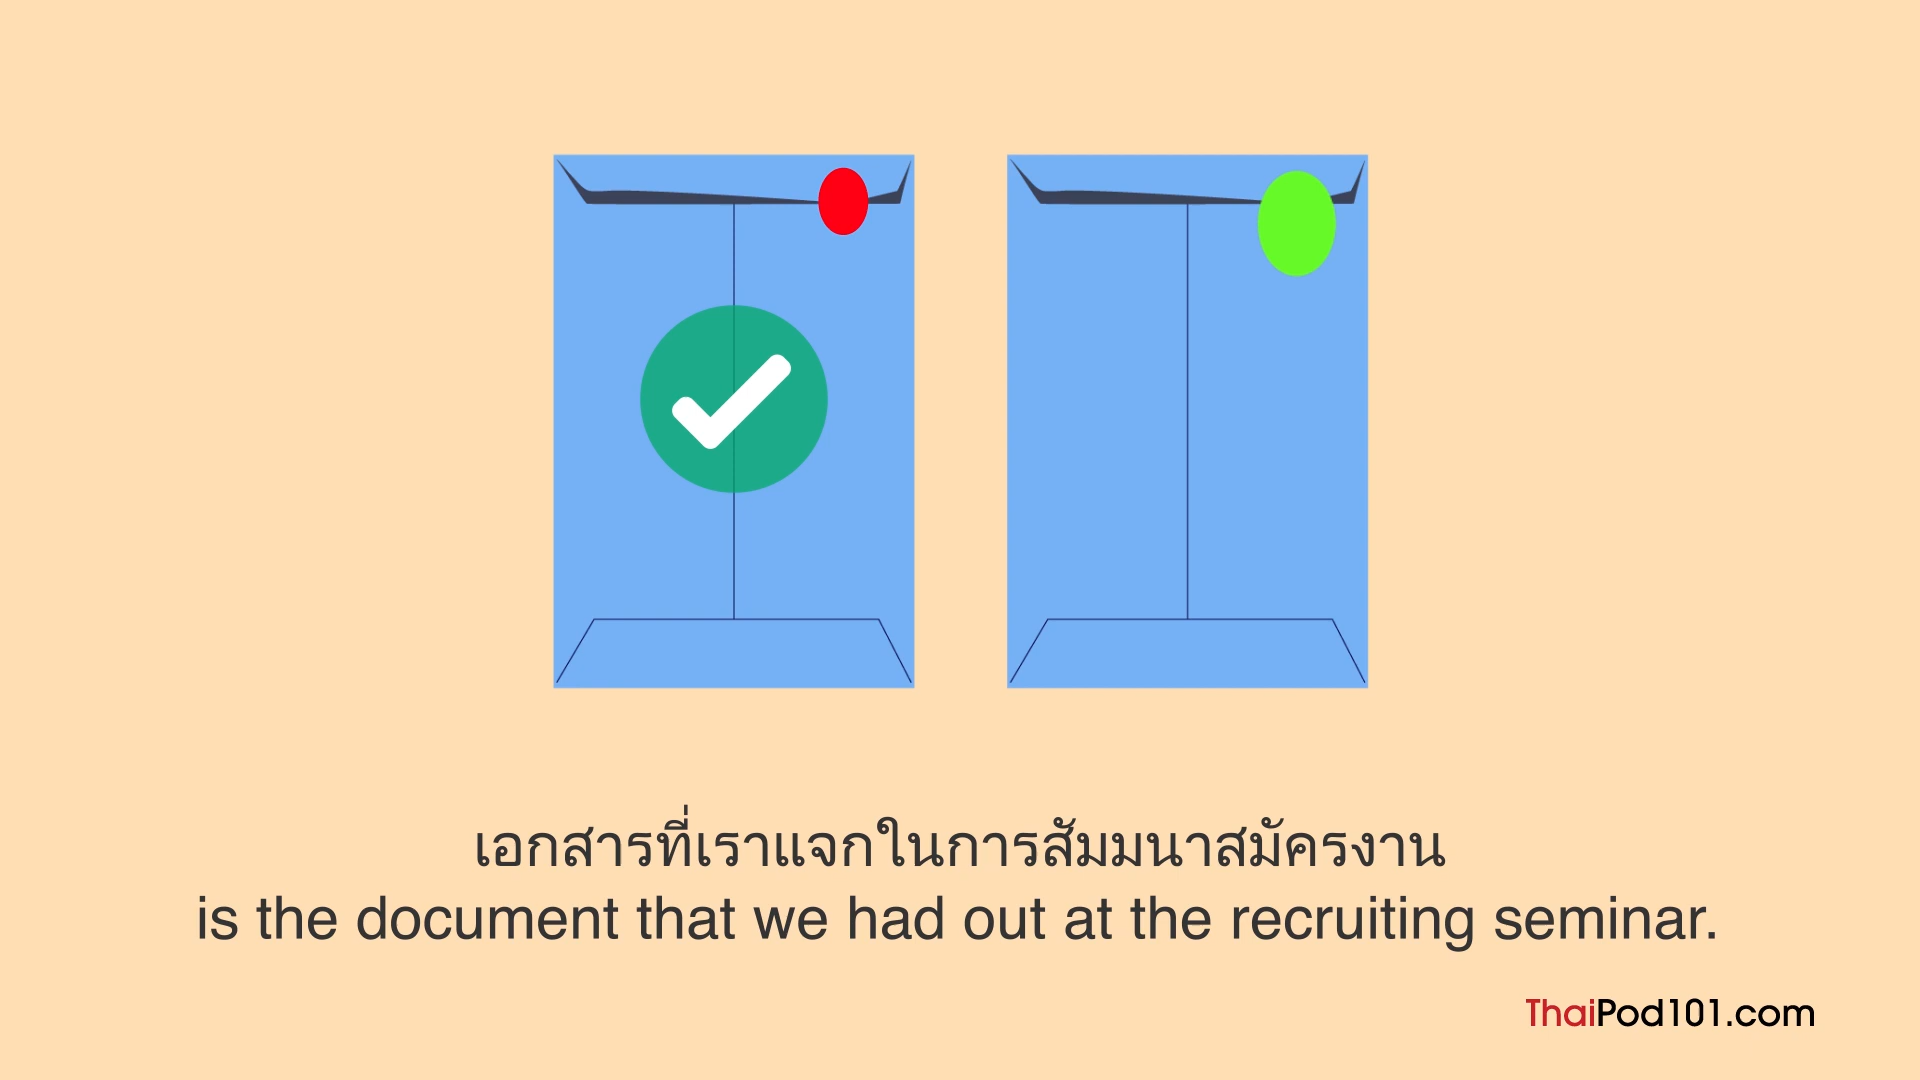 เอกสารที่เราแจกในการสัมมนาสมัครงาน
is the document that we had out at the recruiting seminar.
ThaiPod101.com